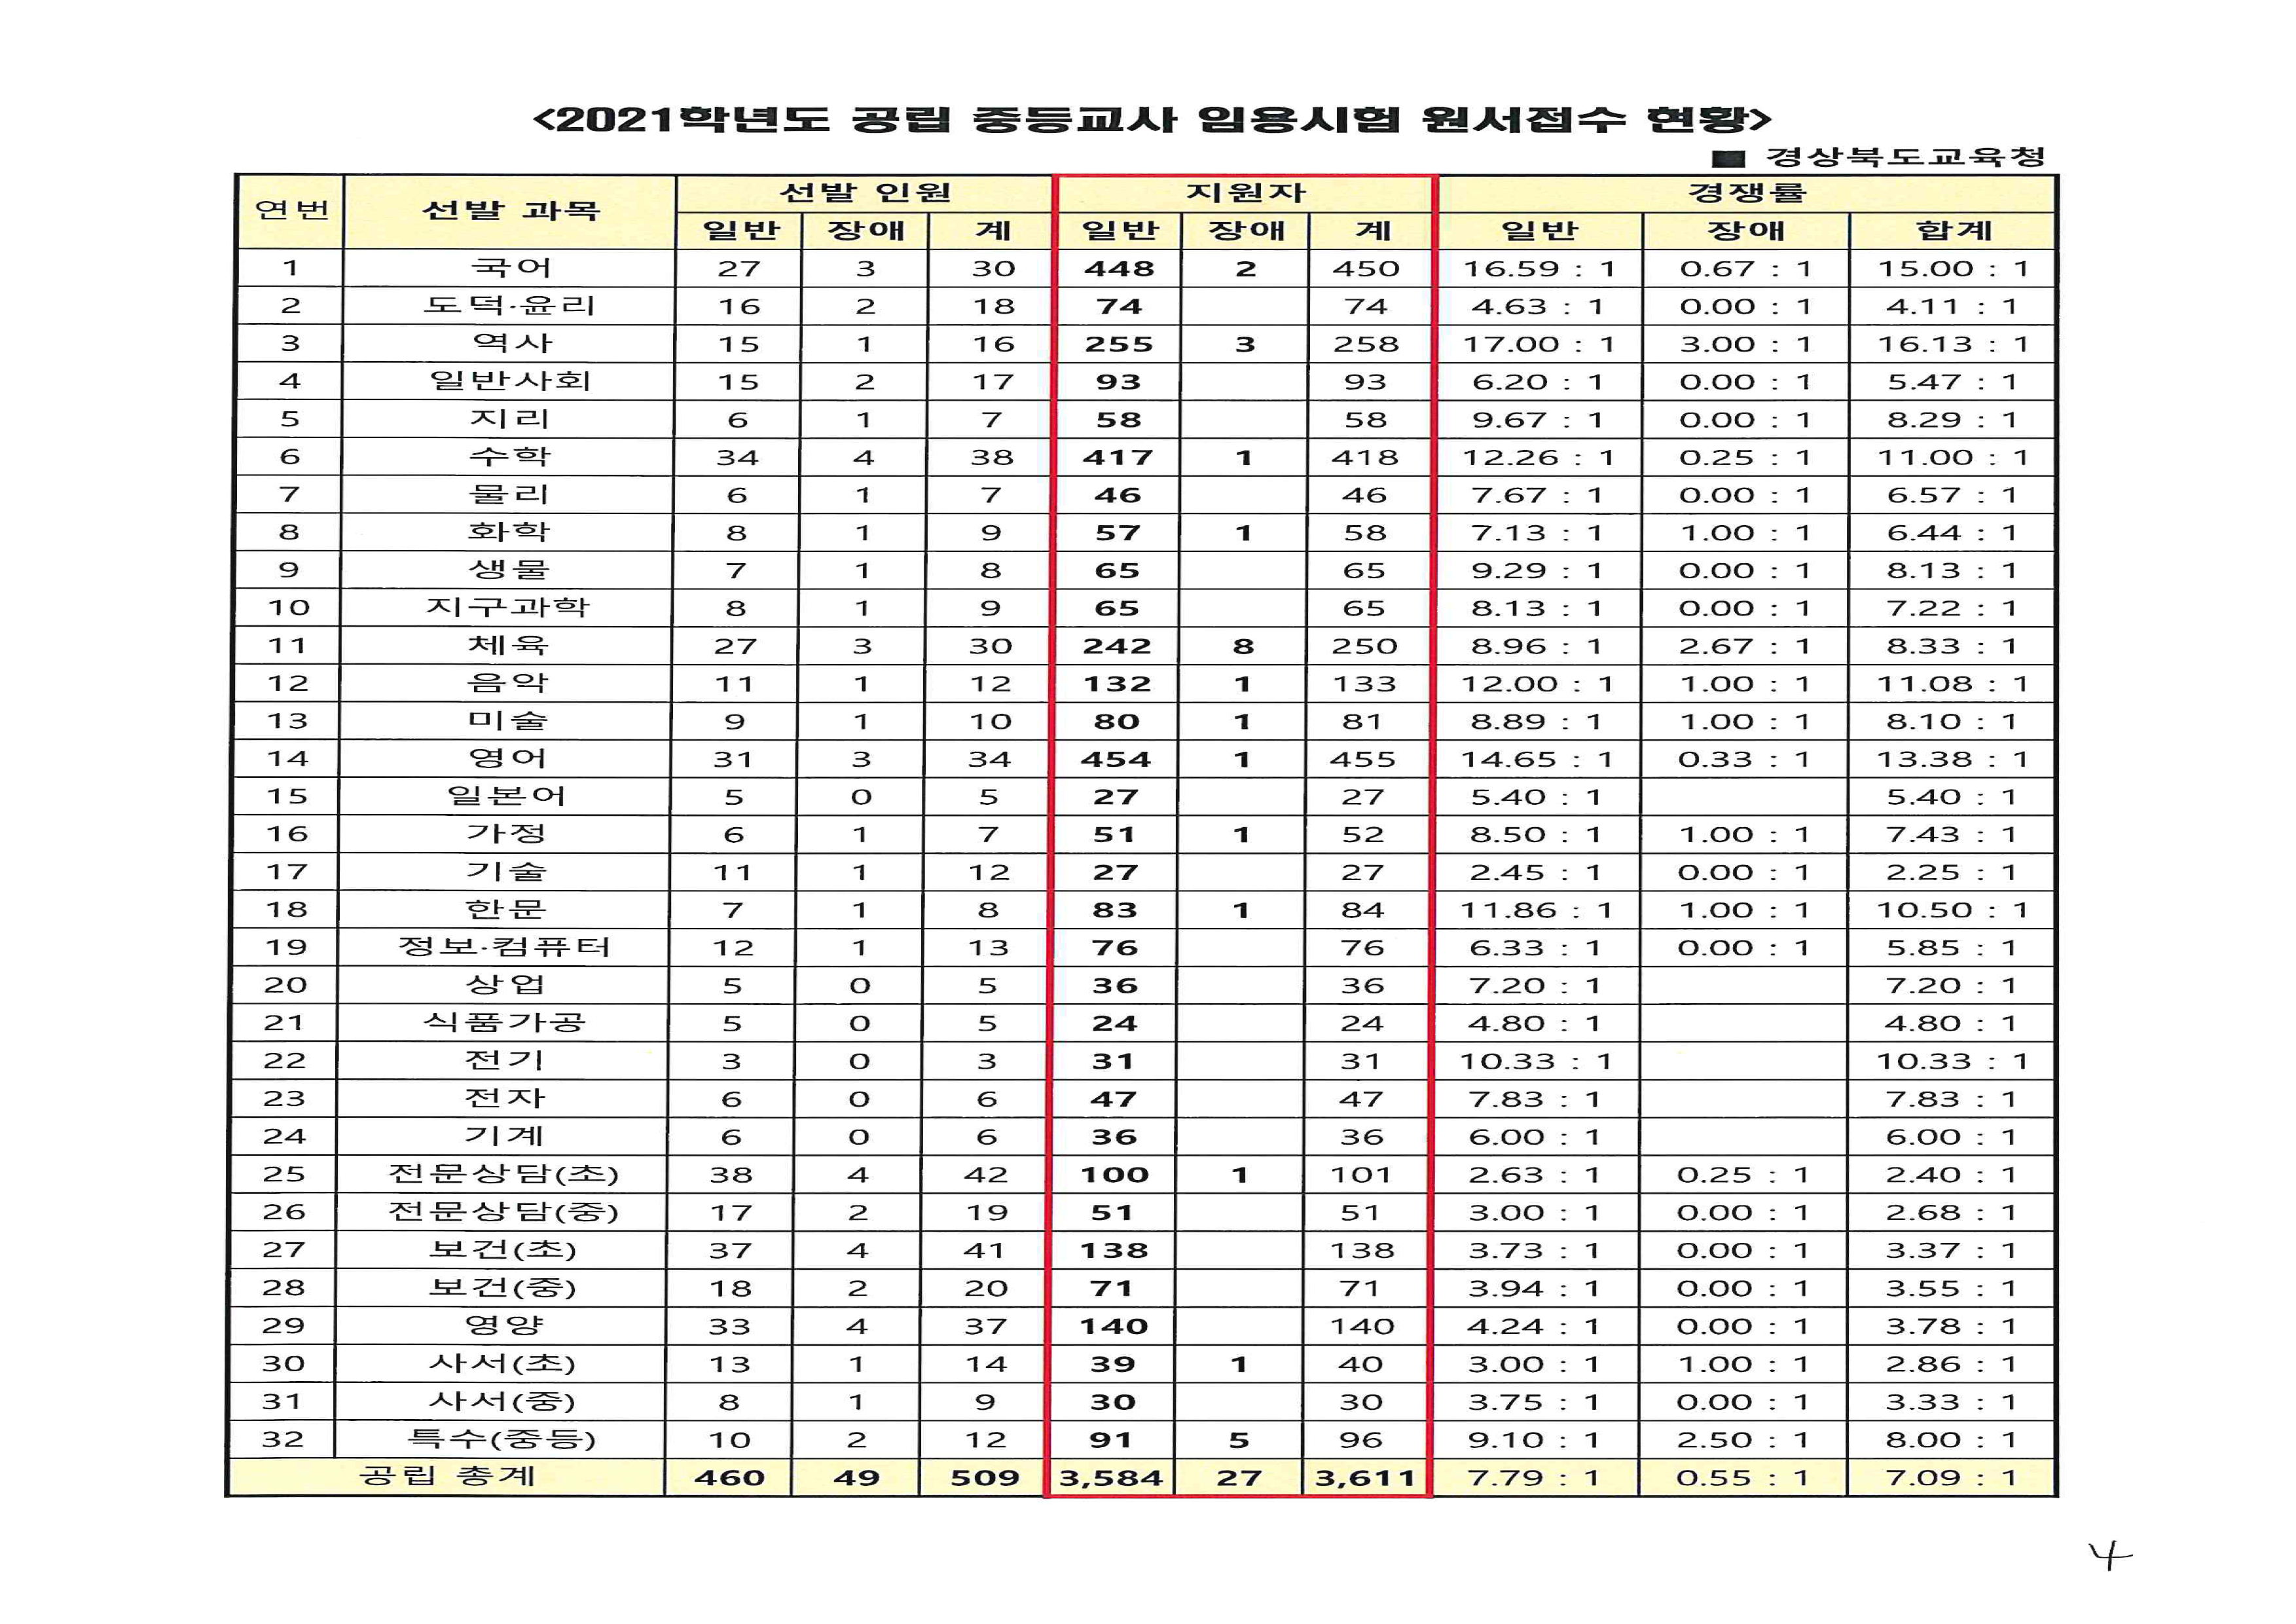 <2021학년도 공립 중등교사 임용시험 원서접수 현황>
■ 경상북도교육청
연번 선발 과목 선발 인원 지원자 경쟁률
일반 장애 계 일반 장애 계 일반 장애 합계
1 국어 27 3 30 448 2 450 16.59 : 1 0.67 : 1 15.00 : 1
2 도덕·윤리 16 2 18 74 74 4.63 : 1 0.00 : 1 4.11 : 1
3 역사 15 1 16 255 3 258 17.00 : 1 3.00 : 1 16.13 : 1
4 일반사회 15 2 17 93 93 6.20 : 1 0.00 : 1 5.47 : 1
5 지리 6 1 7 58 58 9.67 : 1 0.00 : 1 8.29 : 1
6 수학 34 4 38 417 1 418 12.26 : 1 0.25 : 1 11.00 : 1
7 물리 6 1 7 46 46 7.67 : 1 0.00 : 1 6.57 : 1
8 화학 8 1 9 57 1 58 7.13 : 1 1.00 : 1 6.44 : 1
9 생물 7 1 8 65 65 9.29 : 1 0.00 : 1 8.13 : 1
10 지구과학 8 1 9 65 65 8.13 : 1 0.00 : 1 7.22 : 1
11 체육 27 3 30 242 8 250 8.96 : 1 2.67 : 1 8.33 : 1
12 음악 11 1 12 132 1 133 12.00 : 1 1.00 : 1 11.08 : 1
13 미술 9 1 10 80 1 81 8.89 : 1 1.00 : 1 8.10 : 1
14 영어 31 3 34 454 1 455 14.65 : 1 0.33 : 1 13.38 : 1
15 일본어 5 0 5 27 27 5.40 : 1 5.40 : 1
16 가정 6 1 7 51 1 52 8.50 : 1 1.00 : 1 7.43 : 1
17 기술 11 1 12 27 27 2.45 : 1 0.00 : 1 2.25 : 1
18 한문 7 1 8 83 1 84 11.86 : 1 1.00 : 1 10.50 : 1
19 정보·컴퓨터 12 1 13 76 76 6.33 : 1 0.00 : 1 5.85 : 1
20 상업 5 0 5 36 36 7.20 : 1 7.20 : 1
21 식품가공 5 0 5 24 24 4.80 : 1 4.80 : 1
22 전기 3 0 3 31 31 10.33 : 1 10.33 : 1
23 전자 6 0 6 47 47 7.83 : 1 7.83 : 1
24 기계 6 0 6 36 36 6.00 : 1 6.00 : 1
25 전문상담(초) 38 4 42 100 1 101 2.63 : 1 0.25 : 1 2.40 : 1
26 전문상담(중) 17 2 19 51 51 3.00 : 1 0.00 : 1 2.68 : 1
27 보건(초) 37 4 41 138 138 3.73 : 1 0.00 : 1 3.37 : 1
28 보건(중) 18 2 20 71 71 3.94 : 1 0.00 : 1 3.55 : 1
29 영양 33 4 37 140 140 4.24 : 1 0.00 : 1 3.78 : 1
30 사서(초) 13 1 14 39 1 40 3.00 : 1 1.00 : 1 2.86 : 1
31 사서(중) 8 1 9 30 30 3.75 : 1 0.00 : 1 3.33 : 1
32 특수(중등) 10 2 12 91 5 96 9.10 : 1 2.50 : 1 8.00 : 1
공립 총계 460 49 509 3,584 27 3,611 7.79 : 1 0.55 : 1 7.09 : 1
4